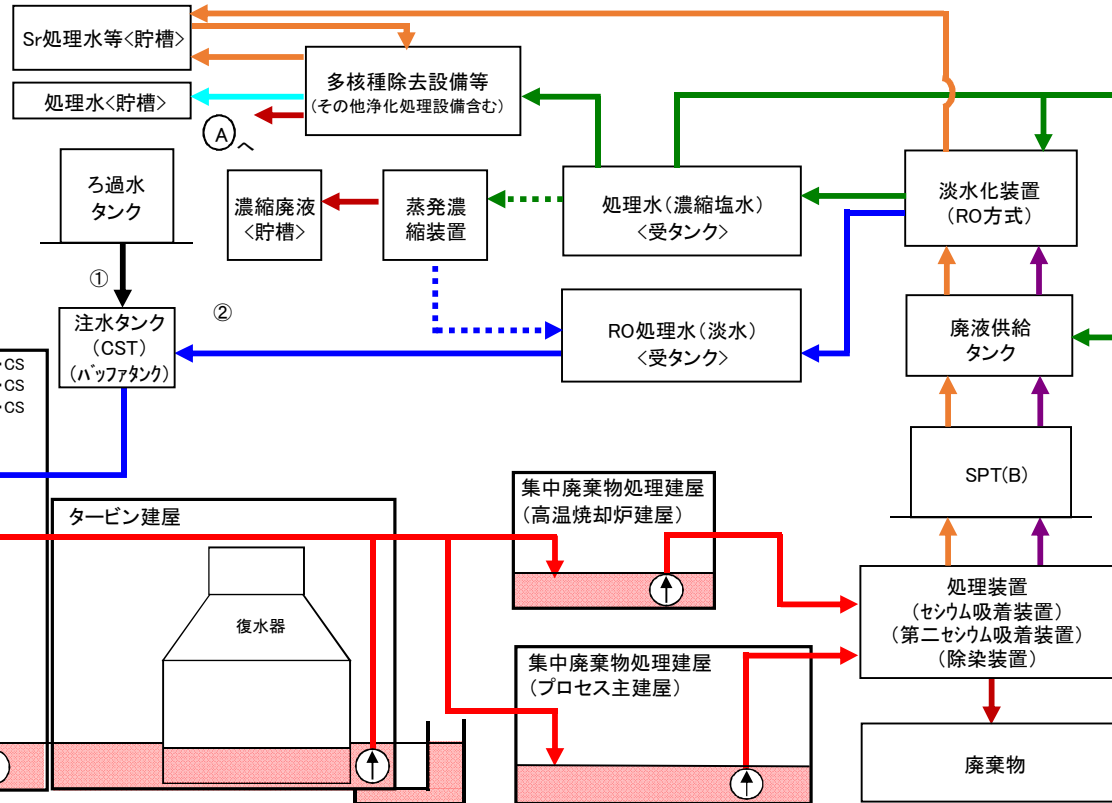 Sr処理水等<貯槽>
処理水<貯槽>
多核種除去設備等
(その他浄化処理設備含む)
A
へ
ろ過水
タンク
濃縮廃液
<貯槽>
蒸発濃
縮装置
処理水(濃縮塩水)
<受タンク>
淡水化装置
(RO方式)
①
②
注水タンク
(CST)
(バッファタンク)
RO処理水(淡水)
<受タンク>
廃液供給
タンク
・CS
・CS
・CS
SPT(B)
タービン建屋
復水器
集中廃棄物処理建屋
(高温焼却炉建屋)
集中廃棄物処理建屋
(プロセス主建屋)
処理装置
(セシウム吸着装置)
(第二セシウム吸着装置)
(除染装置)
廃棄物